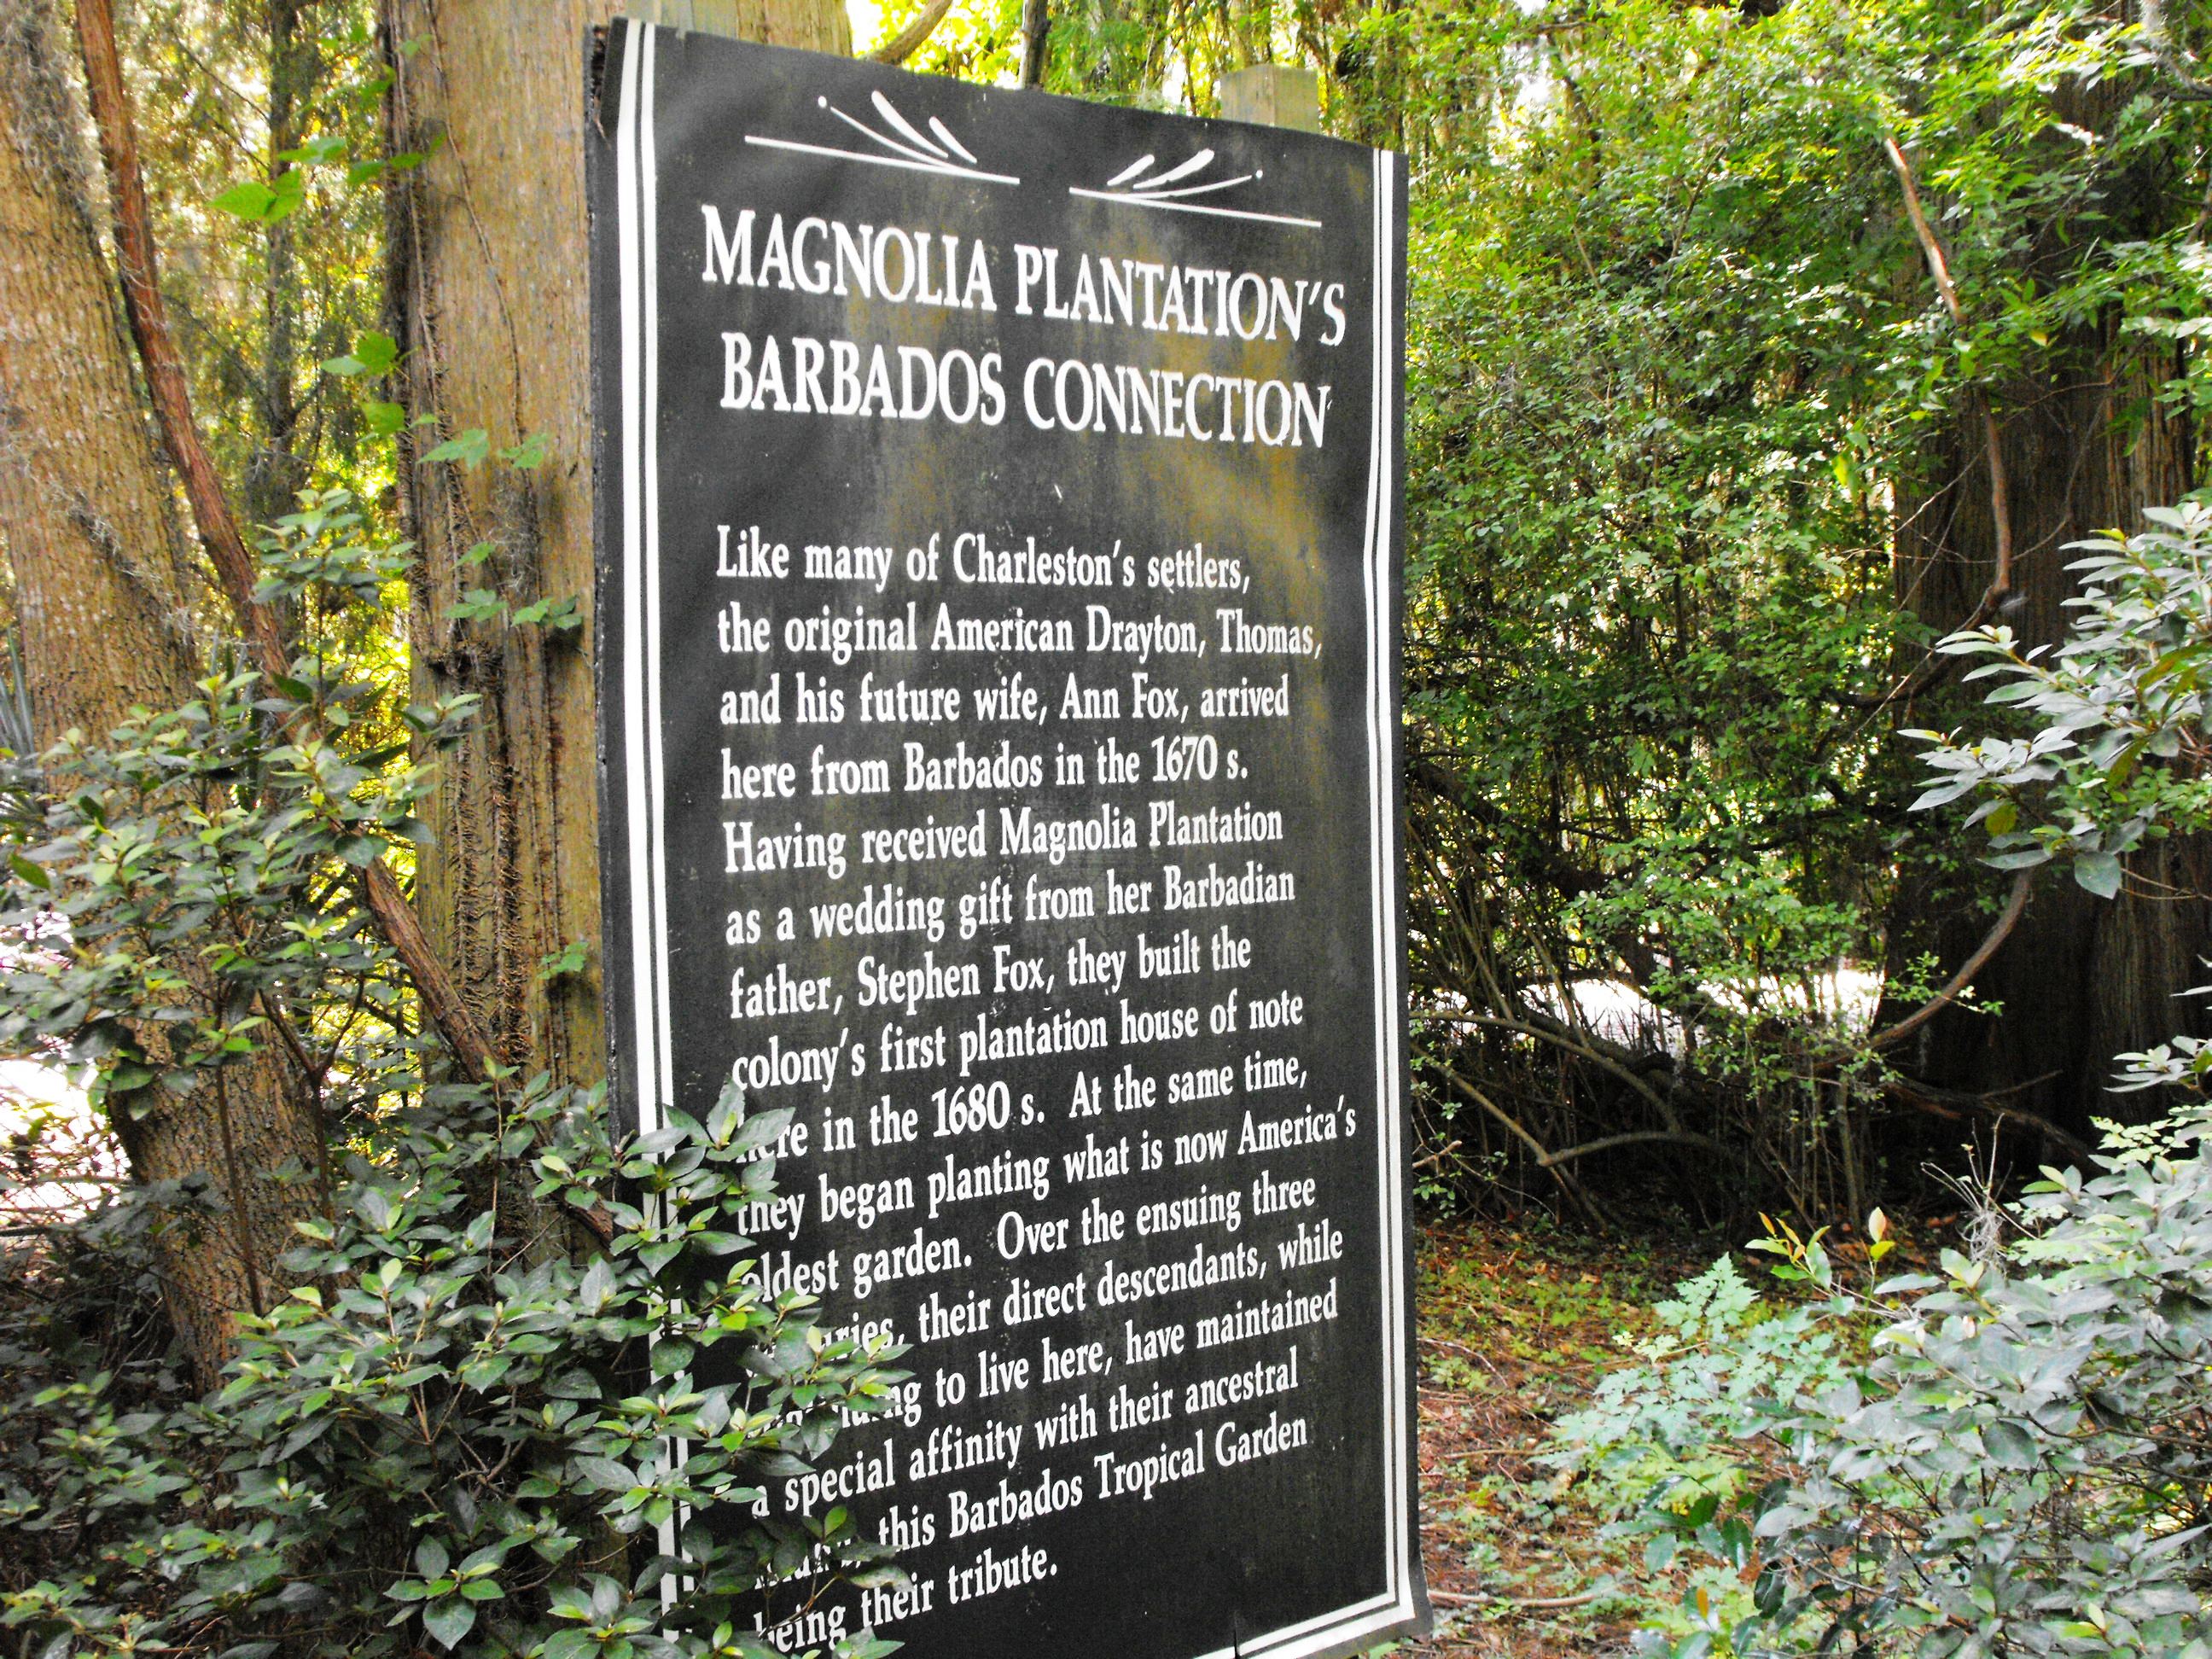 MAGNOLIA PLANTATION'S
BARBADOS CONNECTION
Like many of Charleston's settlers,
the original American Drayton, Thomas,
and his future wife, Ann Fox, arrived
here from Barbados in the 1670 s.
Having received Magnolia Plantation
as a wedding gift from her Barbadian
father, Stephen Fox, they built the
colony's first plantation house of note
here in the 1680 s. At the same time,
they began planting what is now America's
oldest garden. Over the ensuing three
their direct descendants, while
to live here, have maintained
a special affinity with their ancestral
this Barbados Tropical Garden
being their tribute.